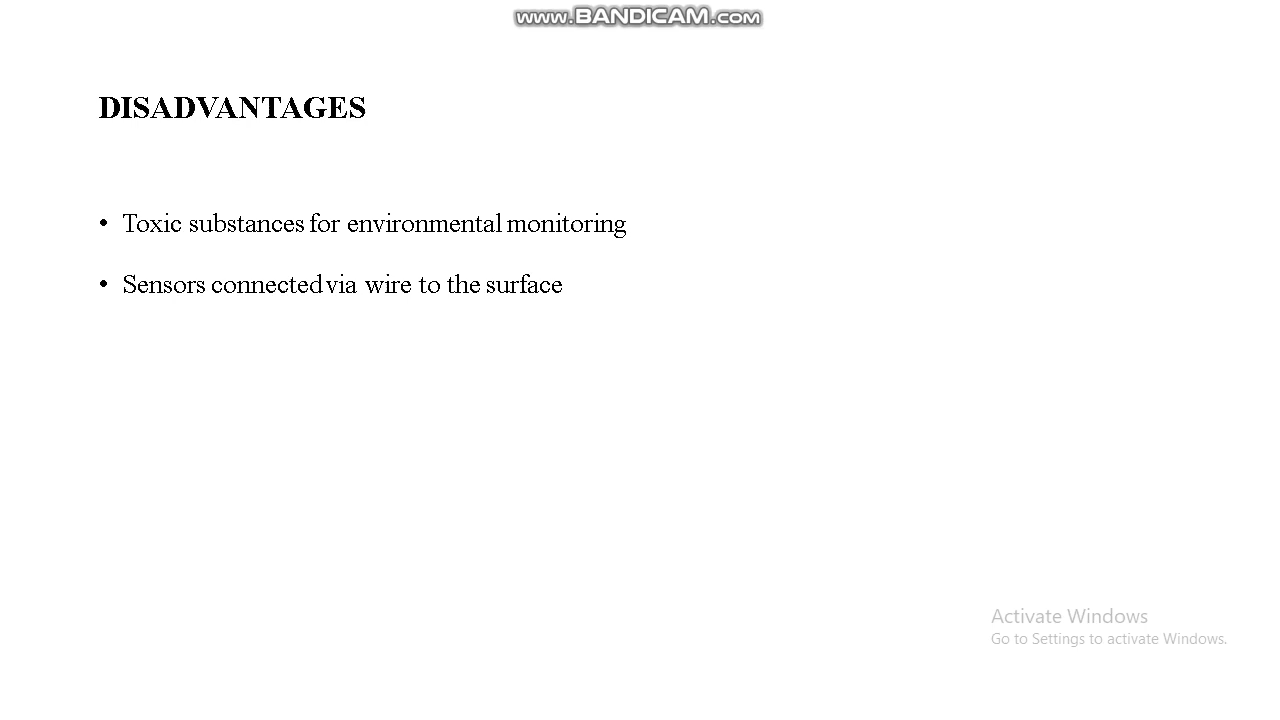 www.BANDICAM.com
DISADVANTAGES
• Toxic substances for environmental monitoring
• Sensors connected via wire to the surface
Activate Windows
Go to Settings to activate Windows.